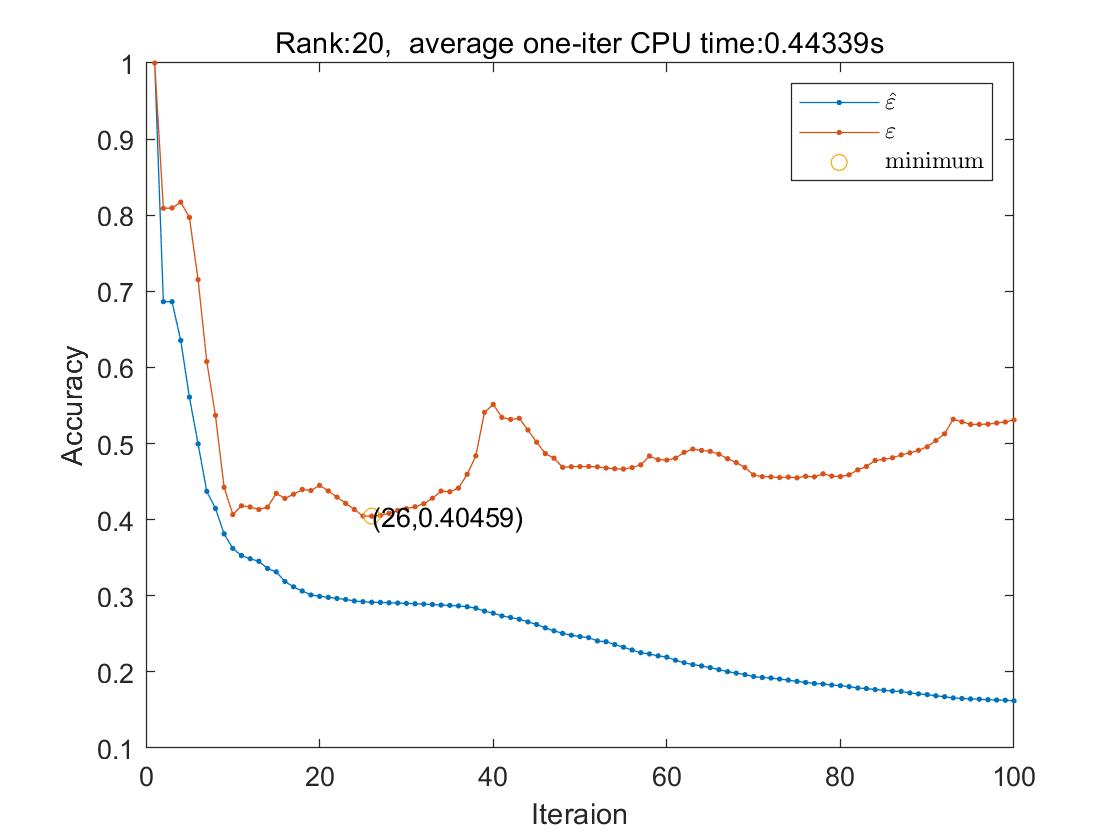 Rank:20,  average one-iter CPU time:0.44339s
1
0.9
0.8
0.7
0.6
0.5
0.4
0.3
0.2
0.1
Accuracy
ε̂
ε
minimum
(26,0.40459)
0 20 40 60 80 100
Iteraion